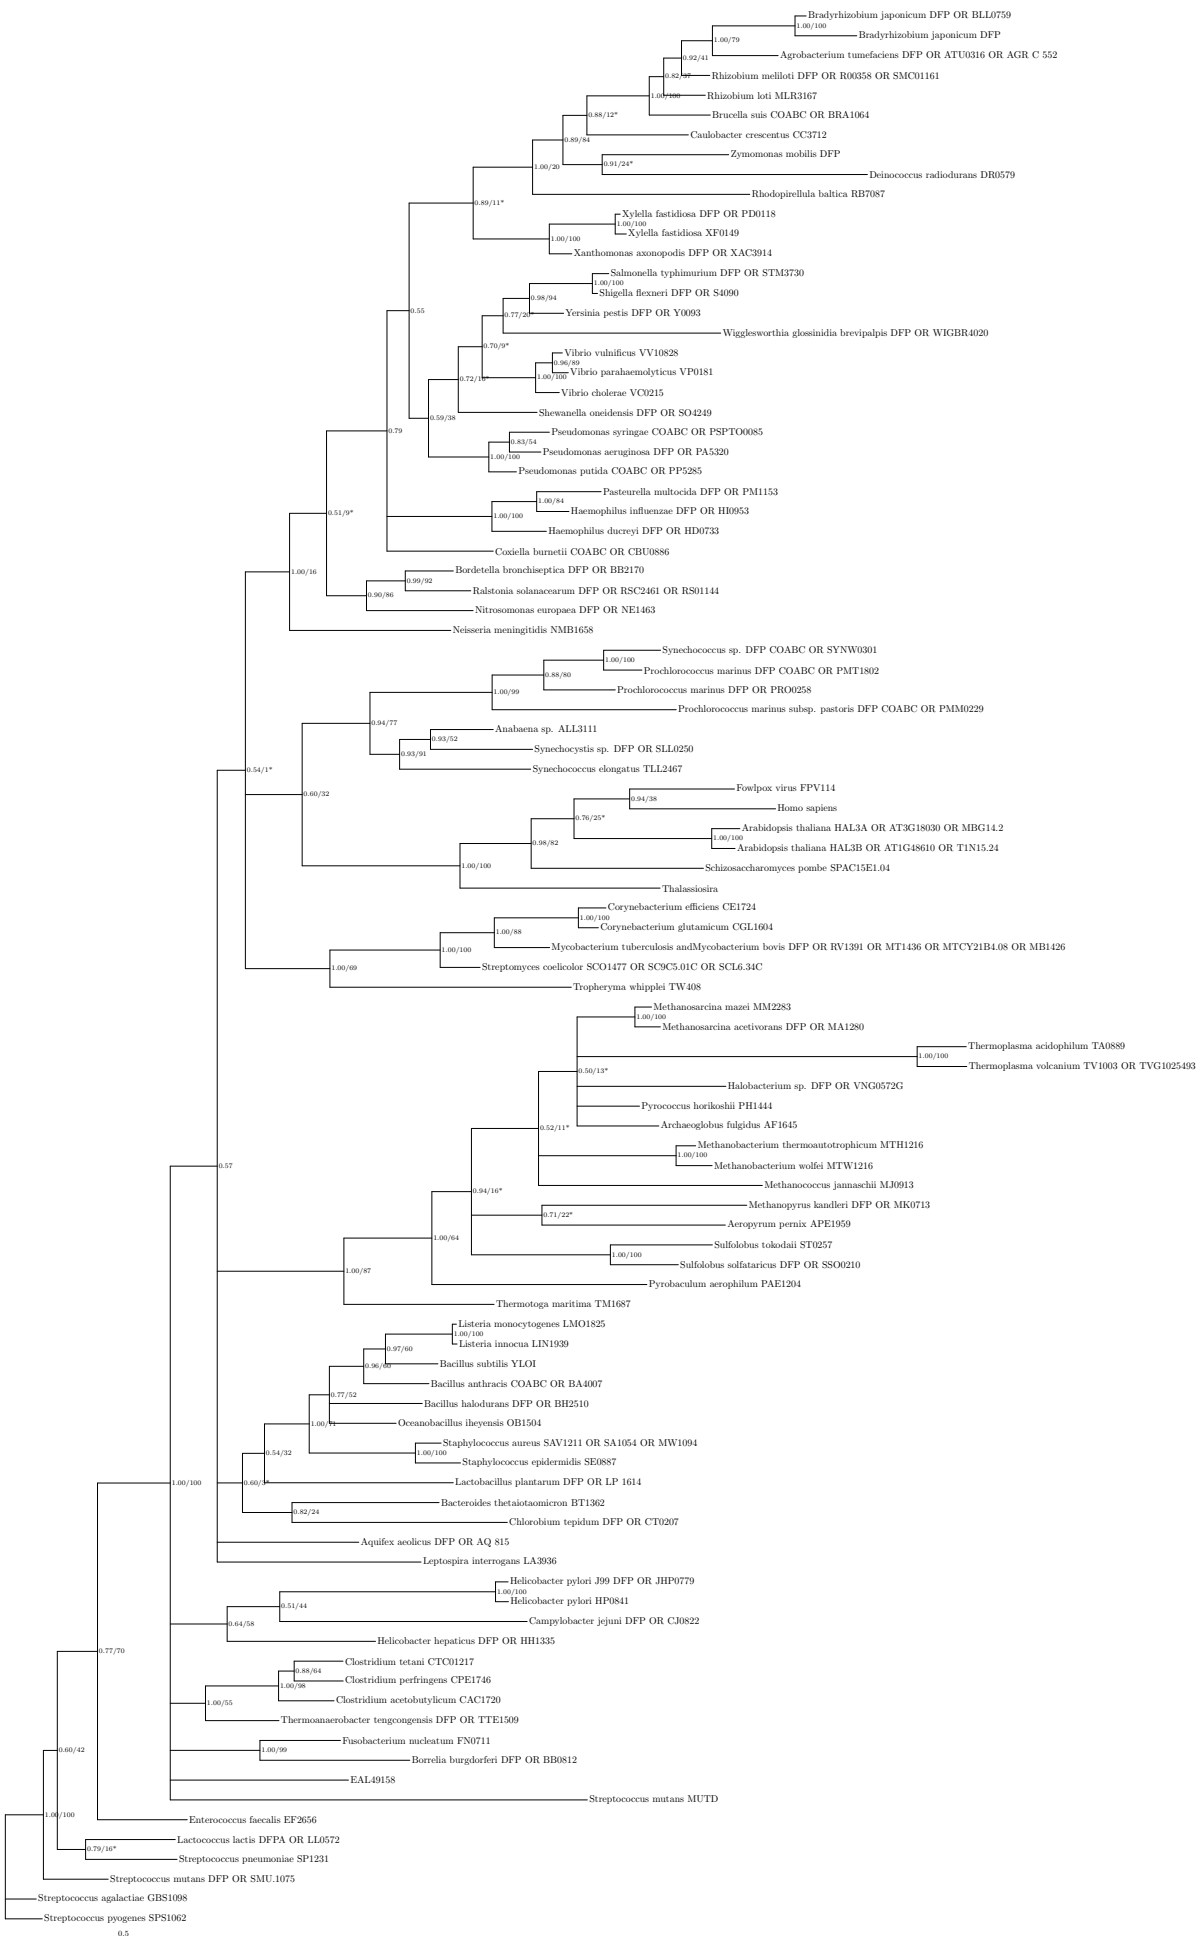 Bradyrhizobium japonicum DFP OR BLL0759
1.00/100
Bradyrhizobium japonicum DFP
1.00/79
Agrobacterium tumefaciens DFP OR ATU0316 OR AGR C 552
0.92/41
Rhizobium meliloti DFP OR R00358 OR SMC01161
0.82/37
Rhizobium loti MLR3167
1.00/100
Brucella suis COABC OR BRA1064
0.88/12*
Caulobacter crescentus CC3712
0.89/84
Zymomonas mobilis DFP
0.91/24*
1.00/20
Deinococcus radiodurans DR0579
Rhodopirellula baltica RB7087
0.89/11*
Xylella fastidiosa DFP OR PD0118
1.00/100
Xylella fastidiosa XF0149
1.00/100
Xanthomonas axonopodis DFP OR XAC3914
Salmonella typhimurium DFP OR STM3730
1.00/100
Shigella flexneri DFP OR S4090
0.98/94
0.55
Yersinia pestis DFP OR Y0093
0.77/20*
Wigglesworthia glossinidia brevipalpis DFP OR WIGBR4020
0.70/9*
Vibrio vulnificus VV10828
0.96/89
Vibrio parahaemolyticus VP0181
0.72/16*
1.00/100
Vibrio cholerae VC0215
Shewanella oneidensis DFP OR SO4249
0.59/38
0.79
Pseudomonas syringae COABC OR PSPTO0085
0.83/54
Pseudomonas aeruginosa DFP OR PA5320
1.00/100
Pseudomonas putida COABC OR PP5285
Pasteurella multocida DFP OR PM1153
1.00/84
Haemophilus influenzae DFP OR HI0953
0.51/9*
1.00/100
Haemophilus ducreyi DFP OR HD0733
Coxiella burnetii COABC OR CBU0886
1.00/16
Bordetella bronchiseptica DFP OR BB2170
0.99/92
Ralstonia solanacearum DFP OR RSC2461 OR RS01144
0.90/86
Nitrosomonas europaea DFP OR NE1463
Neisseria meningitidis NMB1658
Synechococcus sp. DFP COABC OR SYNW0301
1.00/100
Prochlorococcus marinus DFP COABC OR PMT1802
0.88/80
Prochlorococcus marinus DFP OR PRO0258
1.00/99
Prochlorococcus marinus subsp. pastoris DFP COABC OR PMM0229
0.94/77
Anabaena sp. ALL3111
0.93/52
Synechocystis sp. DFP OR SLL0250
0.93/91
Synechococcus elongatus TLL2467
0.54/1*
Fowlpox virus FPV114
0.60/32
0.94/38
Homo sapiens
0.76/25*
Arabidopsis thaliana HAL3A OR AT3G18030 OR MBG14.2
1.00/100
0.98/82
Arabidopsis thaliana HAL3B OR AT1G48610 OR T1N15.24
1.00/100
Schizosaccharomyces pombe SPAC15E1.04
Thalassiosira
Corynebacterium efficiens CE1724
1.00/100
Corynebacterium glutamicum CGL1604
1.00/88
Mycobacterium tuberculosis andMycobacterium bovis DFP OR RV1391 OR MT1436 OR MTCY21B4.08 OR MB1426
1.00/100
Streptomyces coelicolor SCO1477 OR SC9C5.01C OR SCL6.34C
1.00/69
Tropheryma whipplei TW408
Methanosarcina mazei MM2283
1.00/100
Methanosarcina acetivorans DFP OR MA1280
Thermoplasma acidophilum TA0889
1.00/100
Thermoplasma volcanium TV1003 OR TVG1025493
0.50/13*
Halobacterium sp. DFP OR VNG0572G
Pyrococcus horikoshii PH1444
Archaeoglobus fulgidus AF1645
0.52/11*
Methanobacterium thermoautotrophicum MTH1216
1.00/100
Methanobacterium wolfei MTW1216
0.57
Methanococcus jannaschii MJ0913
0.94/16*
Methanopyrus kandleri DFP OR MK0713
0.71/22*
Aeropyrum pernix APE1959
1.00/64
Sulfolobus tokodaii ST0257
1.00/100
Sulfolobus solfataricus DFP OR SSO0210
1.00/87
Pyrobaculum aerophilum PAE1204
Thermotoga maritima TM1687
Listeria monocytogenes LMO1825
1.00/100
Listeria innocua LIN1939
0.97/60
Bacillus subtilis YLOI
0.96/60
Bacillus anthracis COABC OR BA4007
0.77/52
Bacillus halodurans DFP OR BH2510
Oceanobacillus iheyensis OB1504
1.00/71
Staphylococcus aureus SAV1211 OR SA1054 OR MW1094
0.54/32
1.00/100
Staphylococcus epidermidis SE0887
1.00/100
0.60/3*
Lactobacillus plantarum DFP OR LP 1614
Bacteroides thetaiotaomicron BT1362
0.82/24
Chlorobium tepidum DFP OR CT0207
Aquifex aeolicus DFP OR AQ 815
Leptospira interrogans LA3936
Helicobacter pylori J99 DFP OR JHP0779
1.00/100
Helicobacter pylori HP0841
0.51/44
Campylobacter jejuni DFP OR CJ0822
0.64/58
Helicobacter hepaticus DFP OR HH1335
0.77/70
Clostridium tetani CTC01217
0.88/64
Clostridium perfringens CPE1746
1.00/98
Clostridium acetobutylicum CAC1720
1.00/55
Thermoanaerobacter tengcongensis DFP OR TTE1509
Fusobacterium nucleatum FN0711
0.60/42
1.00/99
Borrelia burgdorferi DFP OR BB0812
EAL49158
Streptococcus mutans MUTD
1.00/100
Enterococcus faecalis EF2656
Lactococcus lactis DFPA OR LL0572
0.79/16*
Streptococcus pneumoniae SP1231
Streptococcus mutans DFP OR SMU.1075
Streptococcus agalactiae GBS1098
Streptococcus pyogenes SPS1062
0.5